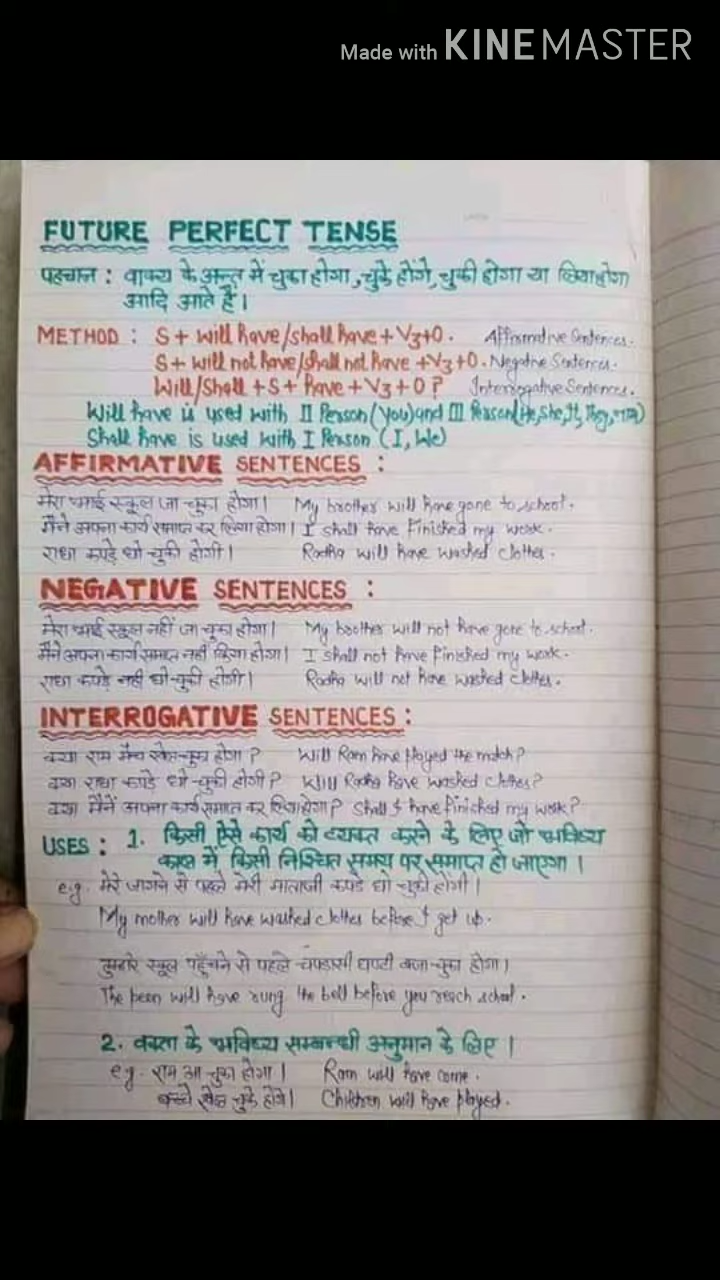 Made with KINEMASTER
FUTURE PERFECT TENSE
पहचान : वाक्य के अन्त में चुका होगा, चुके होंगे, चुकी होगी या लिया होगा
आदि आते हैं।
METHOD : S + will have/shall have + V3+O. Affirmative Sentences.
S + will not have/shall not have +V3+O. Negative Sentences.
Will/Shall + S + have + V3 + O ? Interrogative Sentences.
Will have is used with II Person (You) and III Person (He, She, It, They, नाम)
Shall have is used with I Person (I, We)
AFFIRMATIVE SENTENCES :
मेरा भाई स्कूल जा चुका होगा। My brother will have gone to school.
मैंने अपना कार्य समाप्त कर लिया होगा। I shall have finished my work.
राधा कपड़े धो चुकी होगी। Radha will have washed clothes.
NEGATIVE SENTENCES :
मेरा भाई स्कूल नहीं जा चुका होगा। My brother will not have gone to school.
मैंने अपना कार्य समाप्त नहीं किया होगा। I shall not have finished my work.
राधा कपड़े नहीं धो चुकी होगी। Radha will not have washed clothes.
INTERROGATIVE SENTENCES :
क्या राम मैच खेल चुका होगा ? Will Ram have played the match?
क्या राधा कपड़े धो चुकी होगी ? Will Radha have washed clothes?
क्या मैंने अपना कार्य समाप्त कर लिया होगा ? Shall I have finished my work?
USES : 1. किसी ऐसे कार्य को व्यक्त करने के लिए जो भविष्य
काल में किसी निश्चित समय पर समाप्त हो जाएगा।
e.g. मेरे जागने से पहले मेरी माताजी कपड़े धो चुकी होंगी।
My mother will have washed clothes before I get up.
तुम्हारे स्कूल पहुँचने से पहले चपड़ासी घण्टी बजा चुका होगा।
The peon will have rung the bell before you reach school.
2. वक्ता के भविष्य सम्बन्धी अनुमान के लिए।
e.g. राम आ चुका होगा। Ram will have come.
बच्चे खेल चुके होंगे। Children will have played.